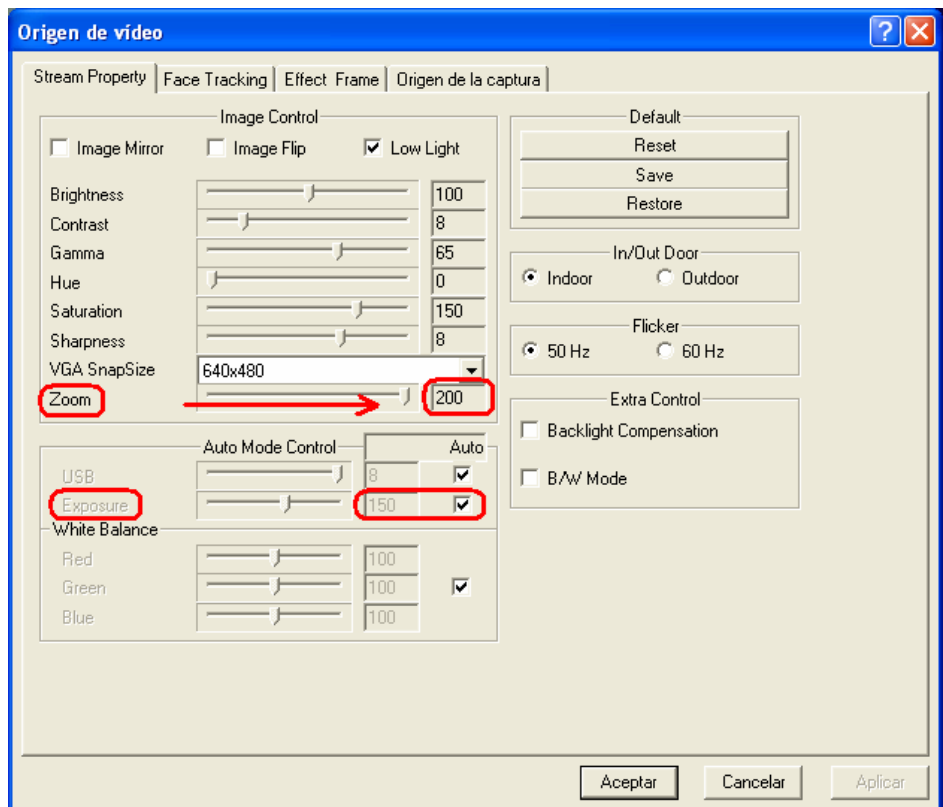 Origen de vídeo
Stream Property Face Tracking Effect Frame Origen de la captura
Image Control
Image Mirror Image Flip Low Light
Brightness 100
Contrast 8
Gamma 65
Hue 0
Saturation 150
Sharpness 8
VGA SnapSize 640x480
Zoom 200
Auto Mode Control Auto
USB 8
Exposure 150
White Balance
Red 100
Green 100
Blue 100
Default
Reset
Save
Restore
In/Out Door
Indoor Outdoor
Flicker
50 Hz 60 Hz
Extra Control
Backlight Compensation
B/W Mode
Aceptar Cancelar Aplicar